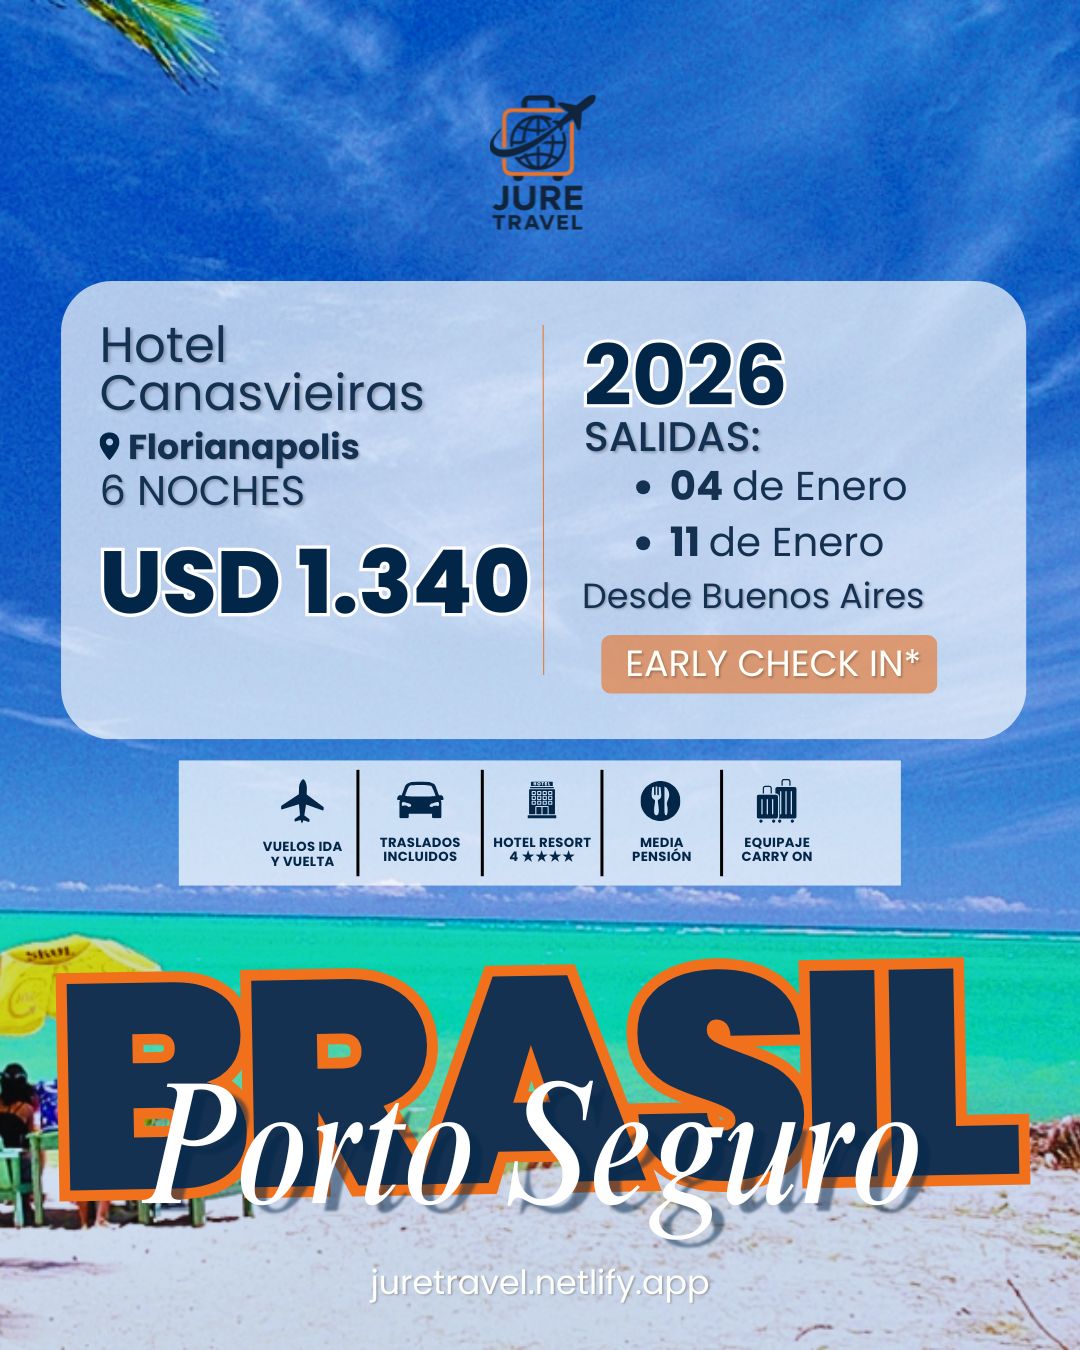 JURE
TRAVEL
Hotel
Canasvieiras
Florianapolis
6 NOCHES
USD 1.340
2026
SALIDAS:
• 04 de Enero
• 11 de Enero
Desde Buenos Aires
EARLY CHECK IN*
VUELOS IDA
Y VUELTA
TRASLADOS
INCLUIDOS
HOTEL
HOTEL RESORT
4 ★★★★
MEDIA
PENSIÓN
EQUIPAJE
CARRY ON
SKOL
BRASIL
Porto Seguro
juretravel.netlify.app